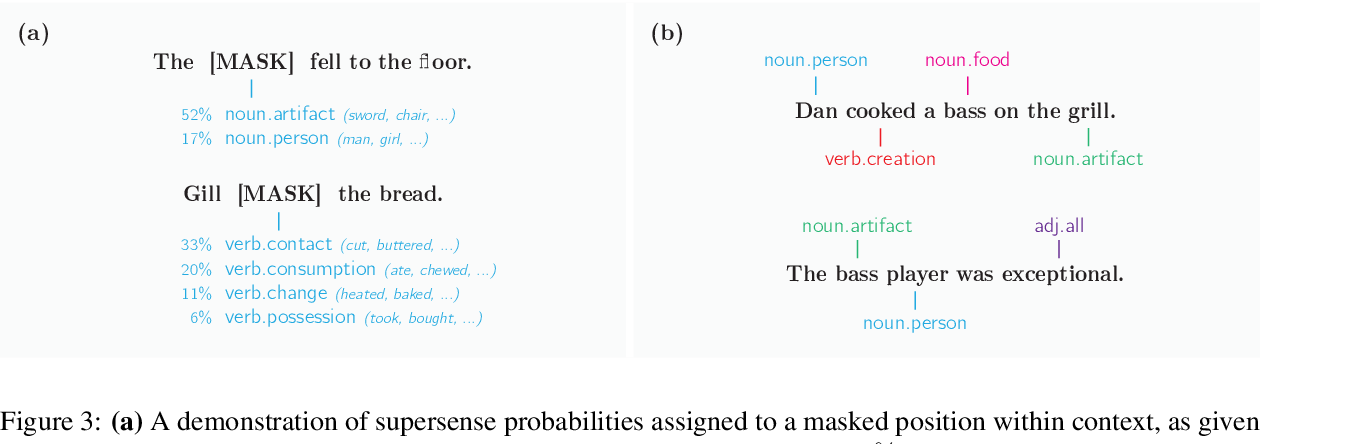 (a)
The [MASK] fell to the floor.
52% noun.artifact (sword, chair, ...)
17% noun.person (man, girl, ...)
Gill [MASK] the bread.
33% verb.contact (cut, buttered, ...)
20% verb.consumption (ate, chewed, ...)
11% verb.change (heated, baked, ...)
6% verb.possession (took, bought, ...)
(b)
noun.person noun.food
Dan cooked a bass on the grill.
verb.creation noun.artifact
noun.artifact adj.all
The bass player was exceptional.
noun.person
Figure 3: (a) A demonstration of supersense probabilities assigned to a masked position within context, as given